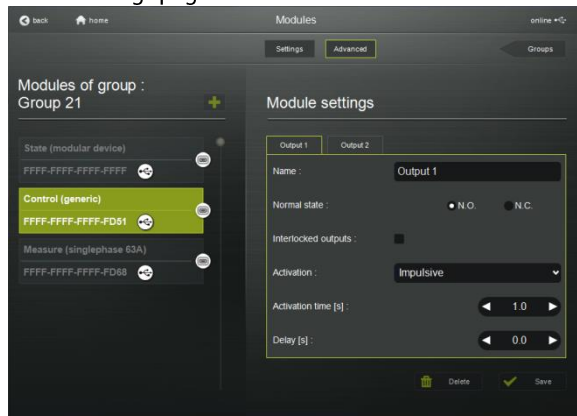 back
home
Modules
online
Settings
Advanced
Groups
Modules of group :
Group 21
State (modular device)
FFFF-FFFF-FFFF-FFFF
Control (generic)
FFFF-FFFF-FFFF-FD51
Measure (singlephase 63A)
FFFF-FFFF-FFFF-FD68
Module settings
Output 1
Output 2
Name :
Output 1
Normal state :
N.O.
N.C.
Interlocked outputs :
Activation :
Impulsive
Activation time [s] :
1.0
Delay [s] :
0.0
Delete
Save